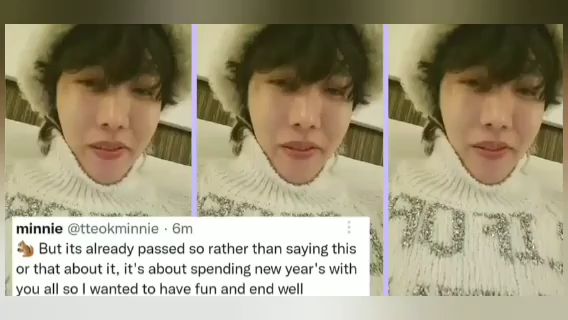 minnie @tteokminnie · 6m
🐿️ But its already passed so rather than saying this
or that about it, it's about spending new year's with
you all so I wanted to have fun and end well